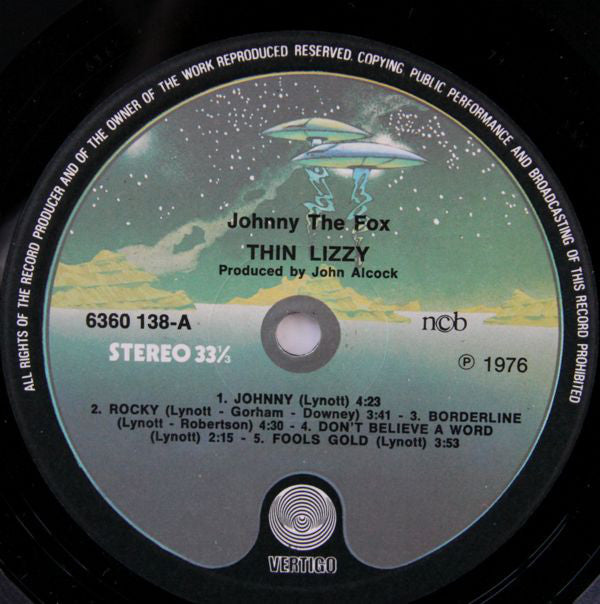 ALL RIGHTS OF THE RECORD PRODUCER AND OF THE OWNER OF THE WORK REPRODUCED RESERVED. COPYING PUBLIC PERFORMANCE AND BROADCASTING OF THIS RECORD PROHIBITED
Johnny The Fox
THIN LIZZY
Produced by John Alcock
6360 138-A
ncb
STEREO 33⅓
Ⓟ 1976
1. JOHNNY (Lynott) 4:23
2. ROCKY (Lynott - Gorham - Downey) 3:41 - 3. BORDERLINE
(Lynott - Robertson) 4:30 - 4. DON'T BELIEVE A WORD
(Lynott) 2:15 - 5. FOOLS GOLD (Lynott) 3:53
VERTIGO